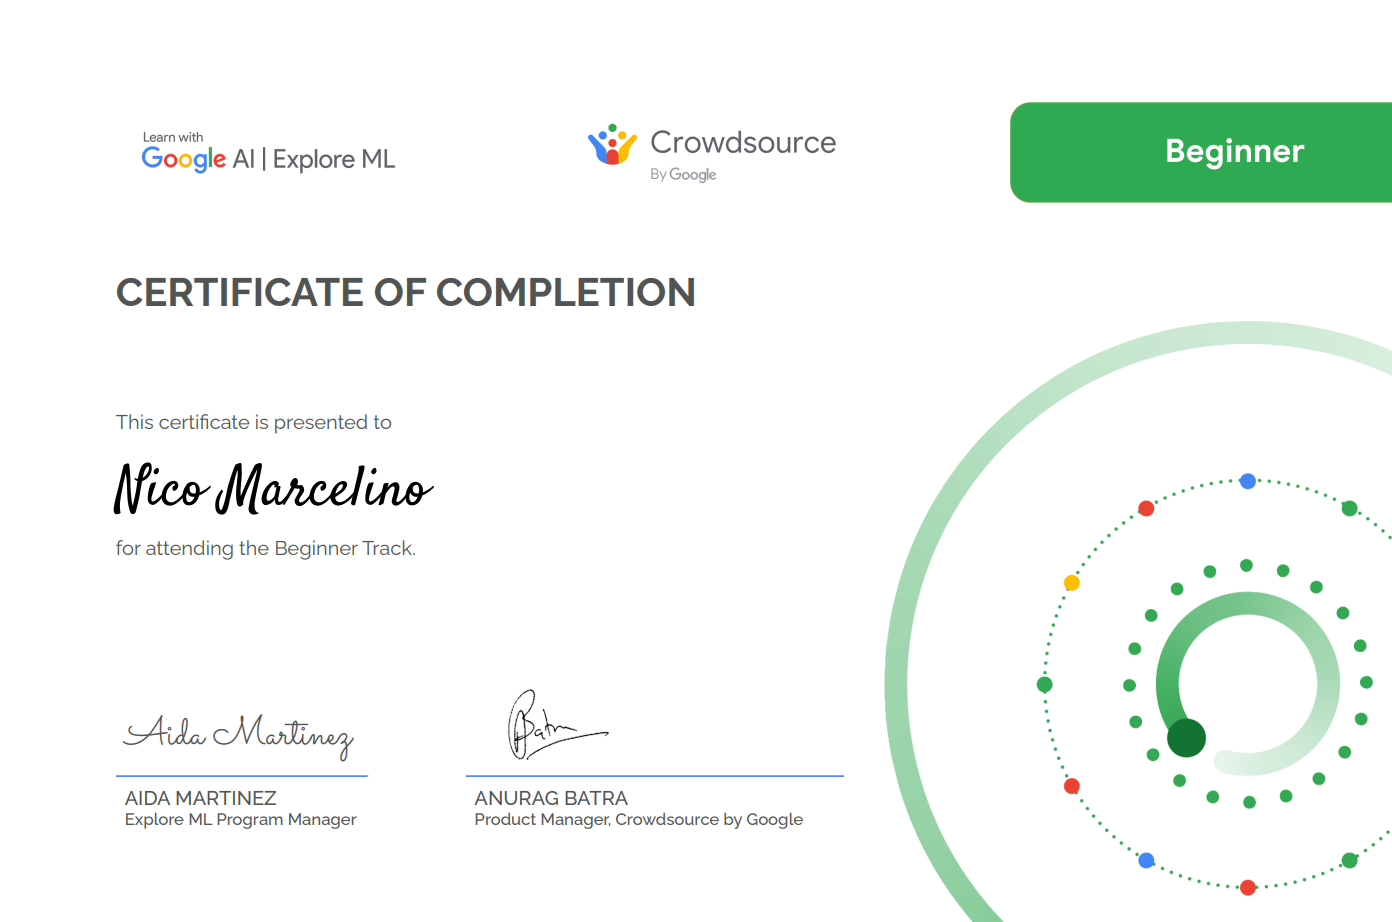 Learn with
Google AI | Explore ML
Crowdsource
By Google
Beginner
CERTIFICATE OF COMPLETION
This certificate is presented to
Nico Marcelino
for attending the Beginner Track.
Aida Martinez
Batra
AIDA MARTINEZ
Explore ML Program Manager
ANURAG BATRA
Product Manager, Crowdsource by Google